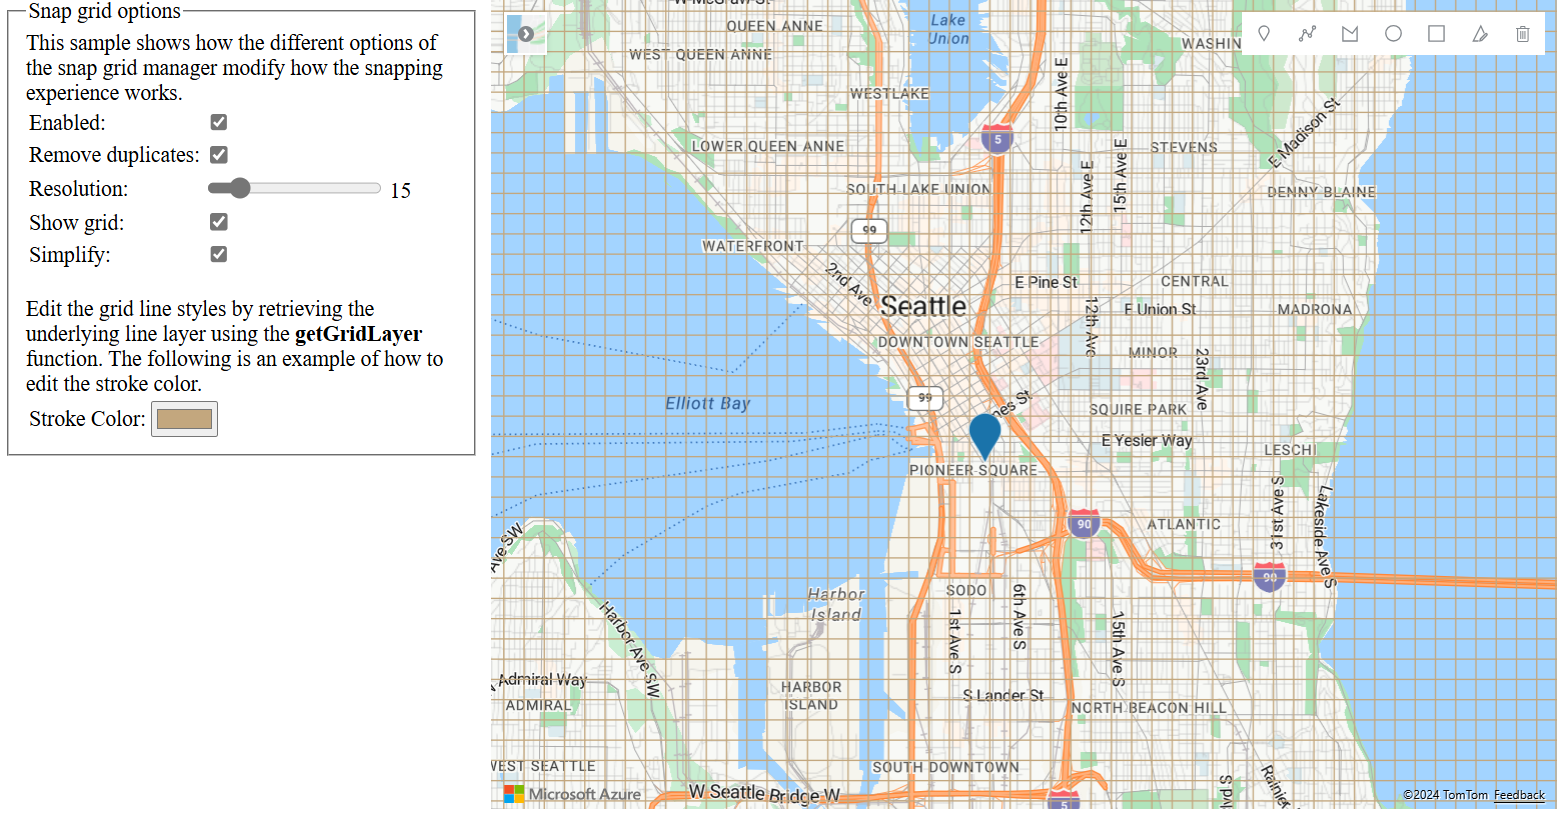 Snap grid options
This sample shows how the different options of
the snap grid manager modify how the snapping
experience works.
Enabled:
Remove duplicates:
Resolution: 15
Show grid:
Simplify:
Edit the grid line styles by retrieving the
underlying line layer using the getGridLayer
function. The following is an example of how to
edit the stroke color.
Stroke Color:
W McGraw St
QUEEN ANNE
Lake
Union
WASHIN
WEST QUEEN ANNE
WESTLAKE
10th Ave E
5
E Madison St
LOWER QUEEN ANNE
STEVENS
12th Ave E
15th Ave E
SOUTH LAKE UNION
DENNY BLAINE
99
WATERFRONT
2nd Ave
E Pine St
CENTRAL
Seattle
12th Ave
E Union St
MADRONA
DOWNTOWN SEATTLE
MINOR
23rd Ave
99
Elliott Bay
SQUIRE PARK
E Yesler Way
LESCHI
PIONEER SQUARE
31st Ave S
Lakeside Ave S
90
ATLANTIC
Ave SW
90
Harbor
Island
SODO
6th Ave S
1st Ave S
15th Ave S
Harbor Ave SW
Admiral Way
HARBOR
ISLAND
S Lander St
ADMIRAL
NORTH BEACON HILL
WEST SEATTLE
SOUTH DOWNTOWN
Microsoft Azure
W Seattle Bridge W
5
Rainier
©2024 TomTom Feedback